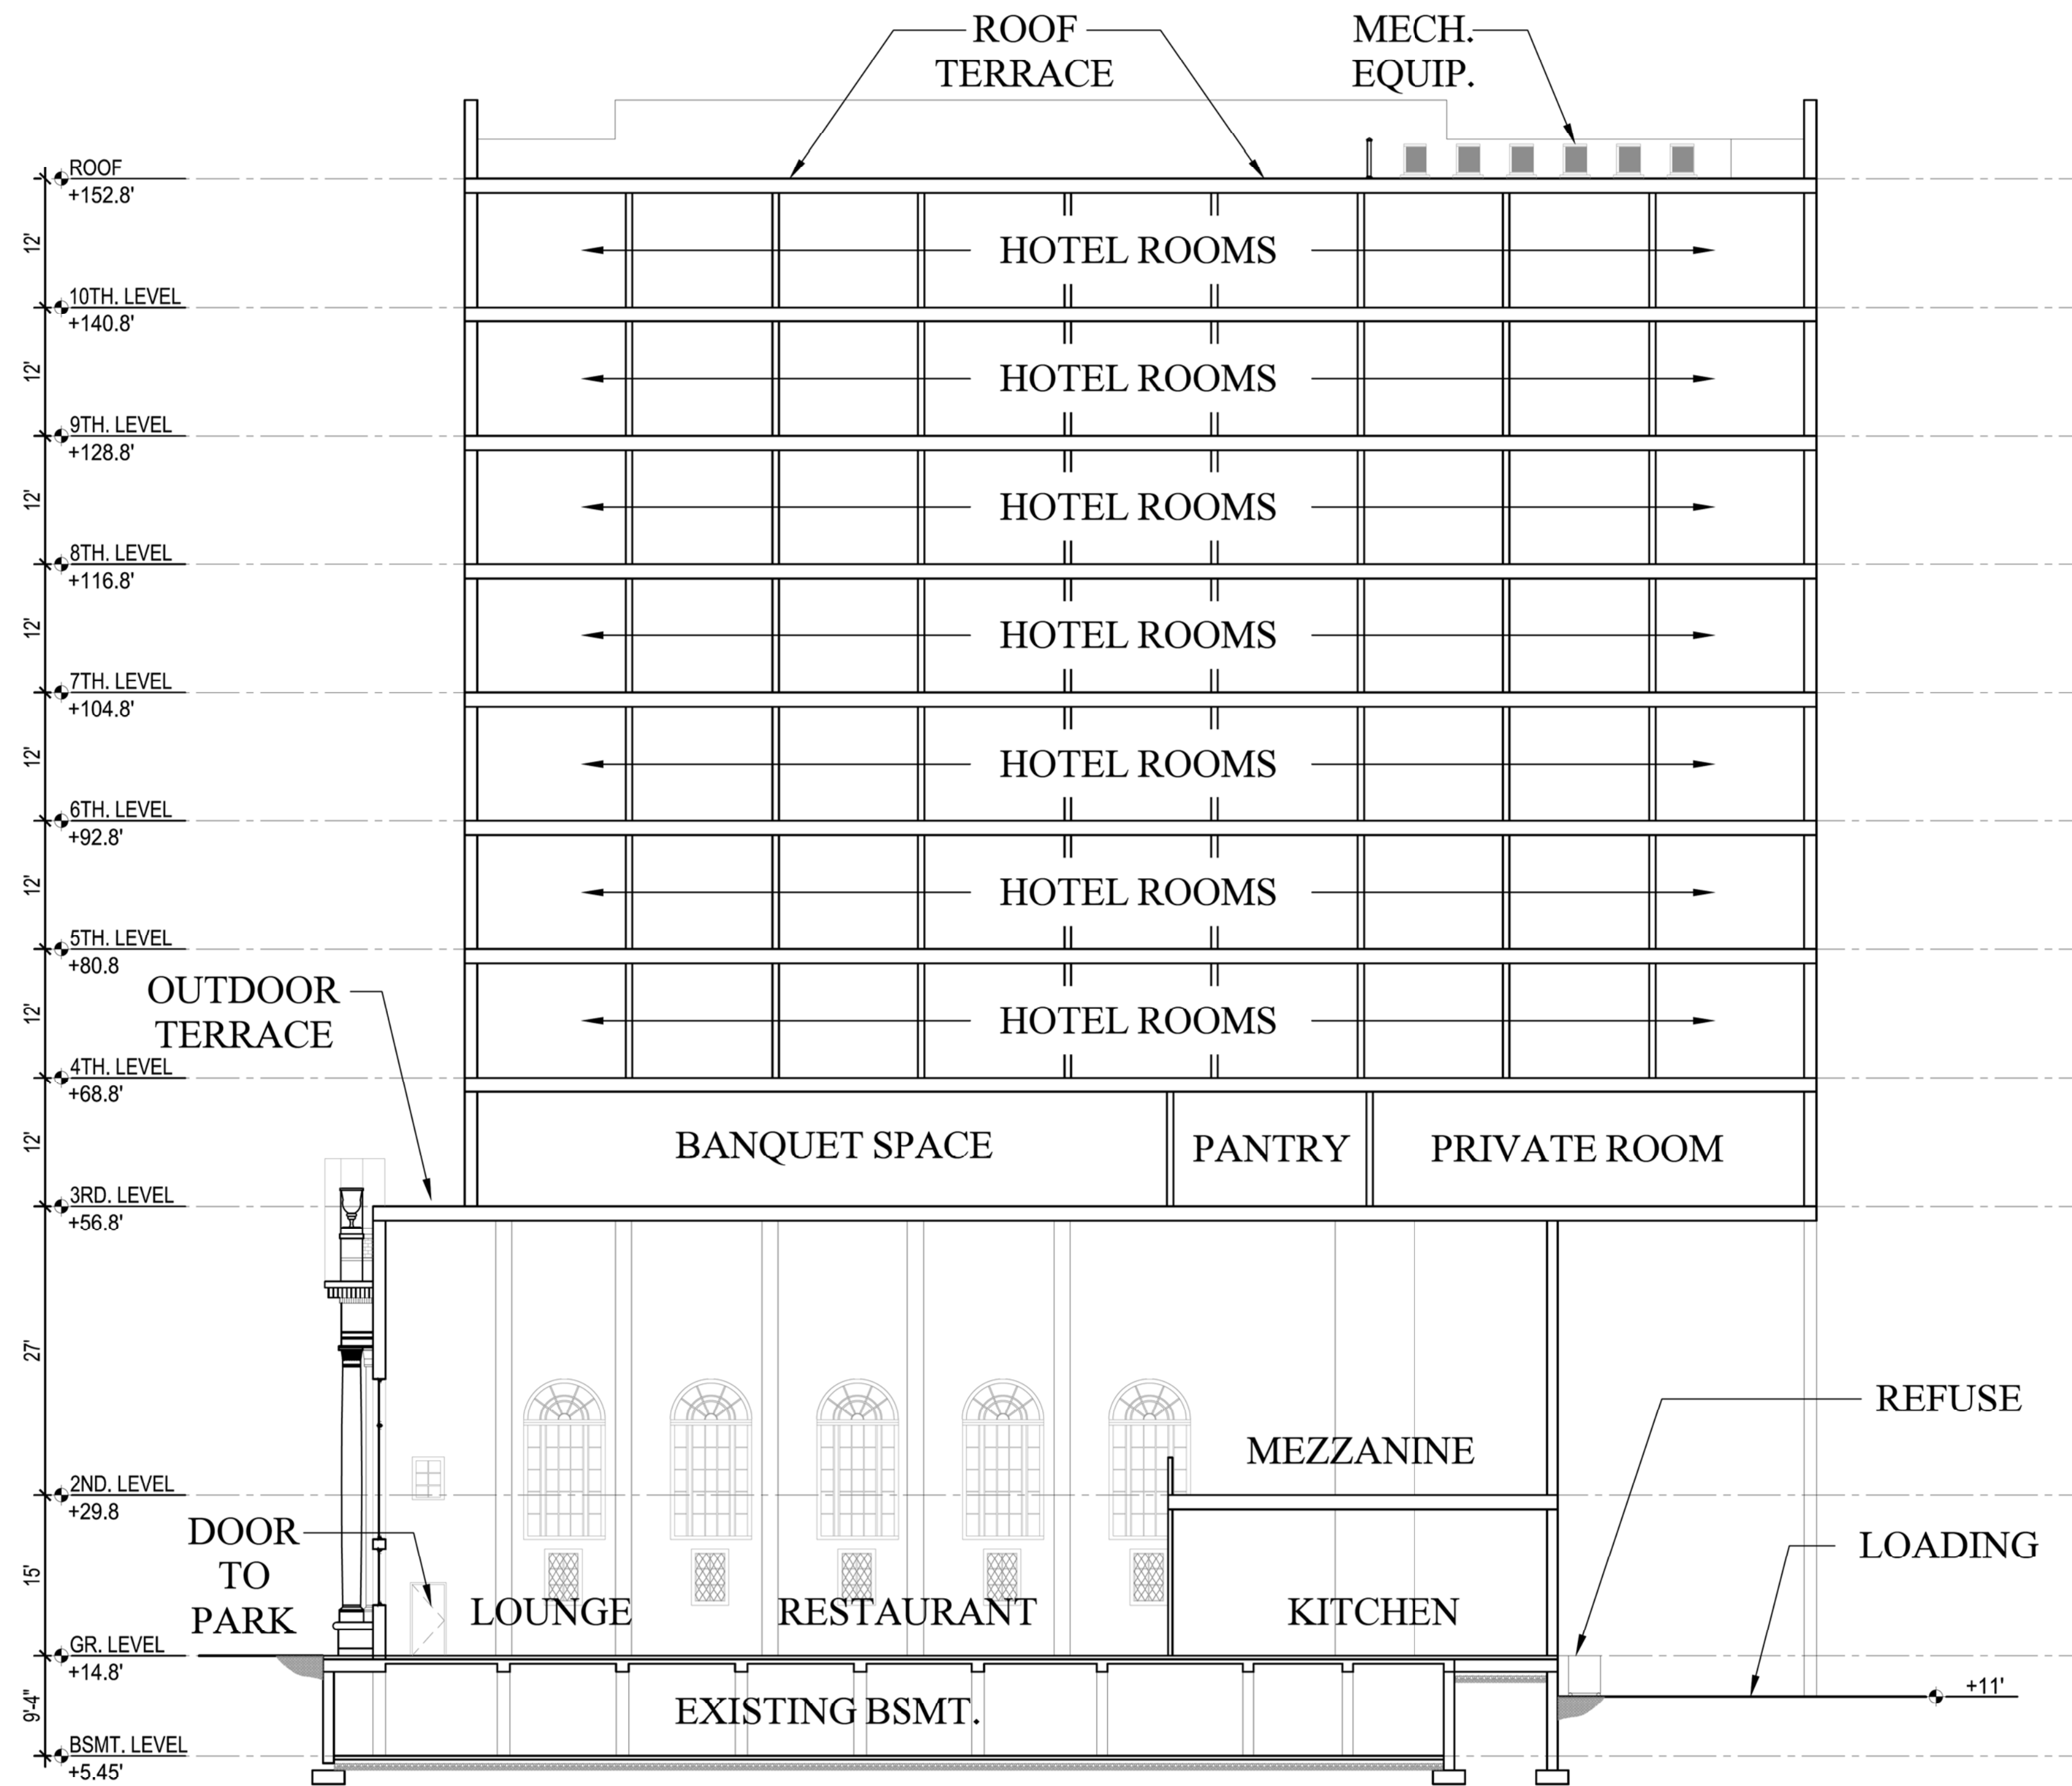 ROOF
TERRACE
MECH.
EQUIP.
ROOF
+152.8'
12'
HOTEL ROOMS
10TH. LEVEL
+140.8'
12'
HOTEL ROOMS
9TH. LEVEL
+128.8'
12'
HOTEL ROOMS
8TH. LEVEL
+116.8'
12'
HOTEL ROOMS
7TH. LEVEL
+104.8'
12'
HOTEL ROOMS
6TH. LEVEL
+92.8'
12'
HOTEL ROOMS
5TH. LEVEL
+80.8
OUTDOOR
TERRACE
12'
HOTEL ROOMS
4TH. LEVEL
+68.8'
12'
BANQUET SPACE
PANTRY
PRIVATE ROOM
3RD. LEVEL
+56.8'
27'
REFUSE
MEZZANINE
2ND. LEVEL
+29.8
DOOR
TO
PARK
LOADING
15'
LOUNGE
RESTAURANT
KITCHEN
GR. LEVEL
+14.8'
+11'
9'-4"
EXISTING BSMT.
BSMT. LEVEL
+5.45'